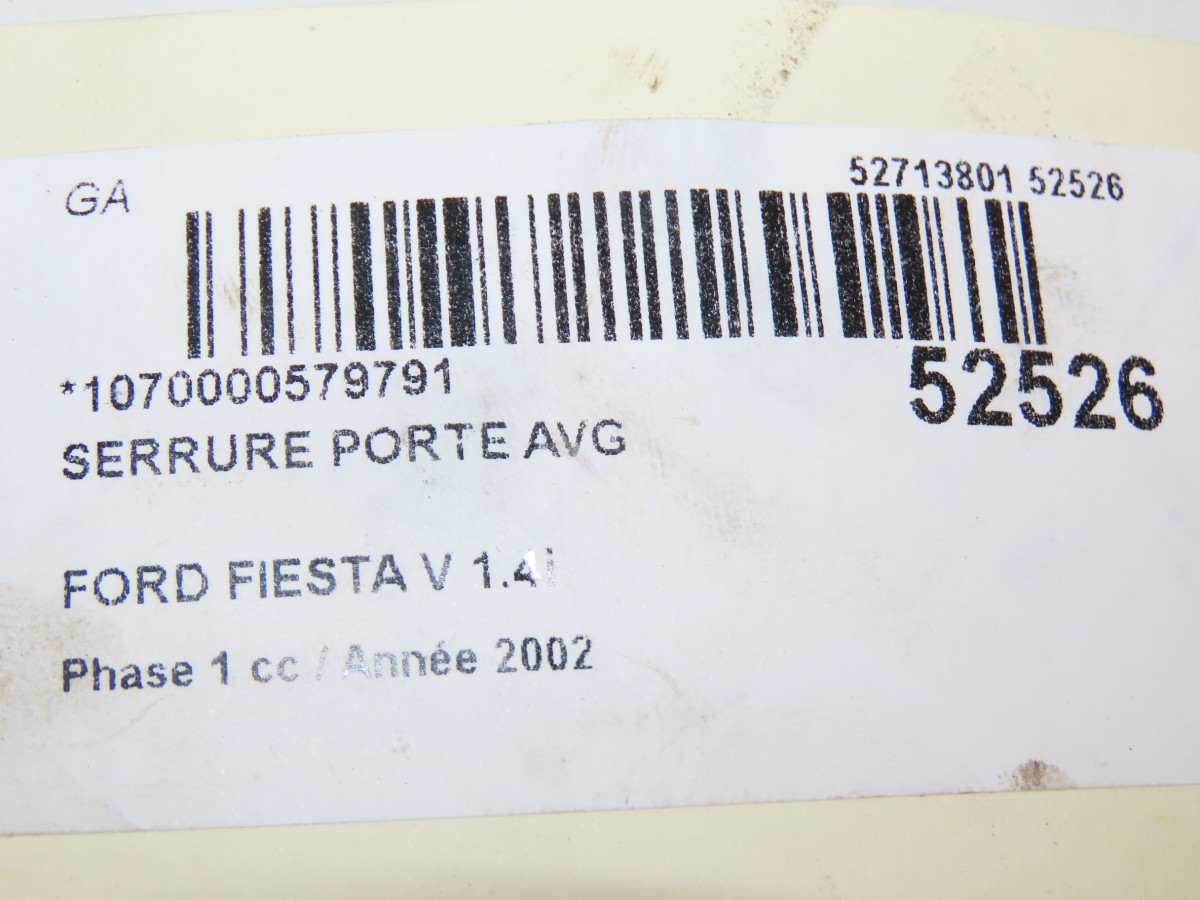 GA
52713801 52526
*1070000579791
52526
SERRURE PORTE AVG
FORD FIESTA V 1.4i
Phase 1 cc / Année 2002